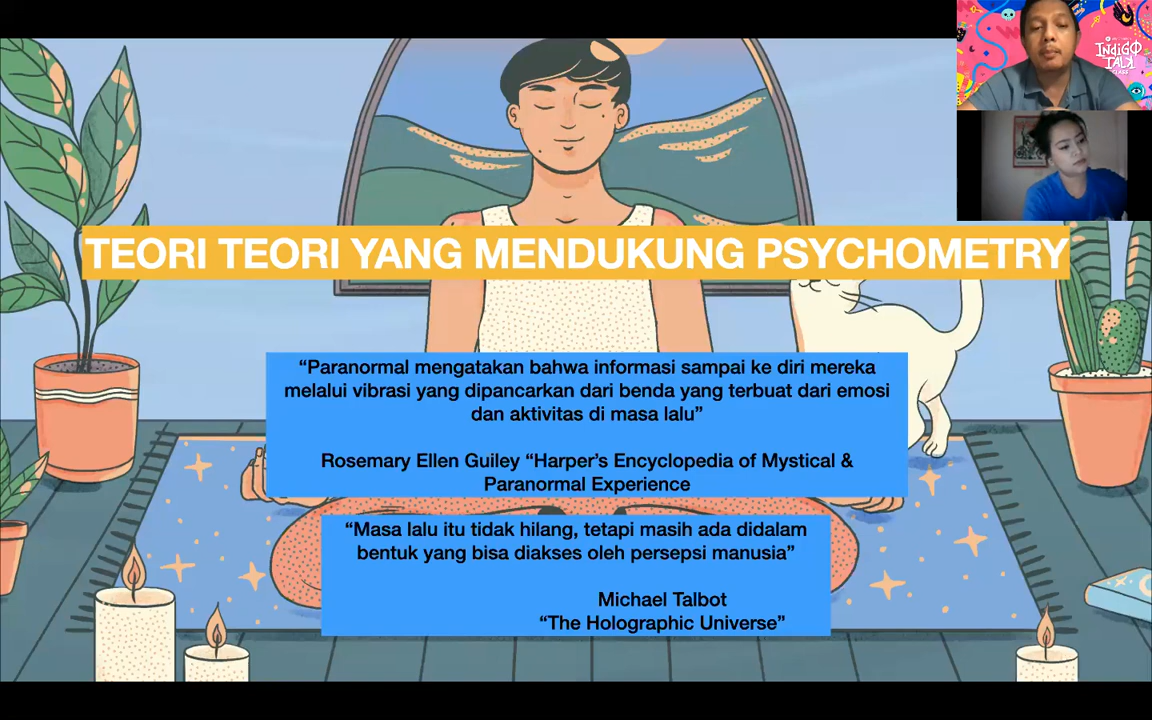 INDIGO
TALK
CLASS
TEORI TEORI YANG MENDUKUNG PSYCHOMETRY
“Paranormal mengatakan bahwa informasi sampai ke diri mereka
melalui vibrasi yang dipancarkan dari benda yang terbuat dari emosi
dan aktivitas di masa lalu”
Rosemary Ellen Guiley “Harper’s Encyclopedia of Mystical &
Paranormal Experience
“Masa lalu itu tidak hilang, tetapi masih ada didalam
bentuk yang bisa diakses oleh persepsi manusia”
Michael Talbot
“The Holographic Universe”